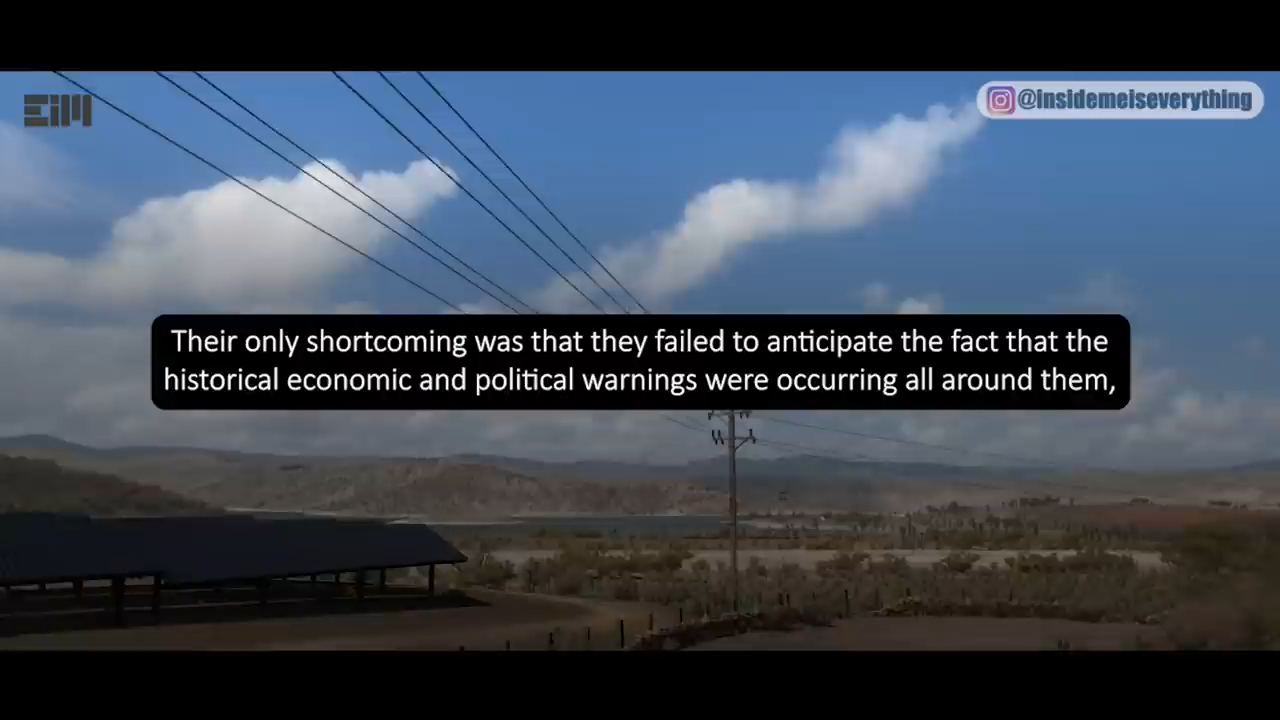 EiM
@insidemeiseverything
Their only shortcoming was that they failed to anticipate the fact that the
historical economic and political warnings were occurring all around them,